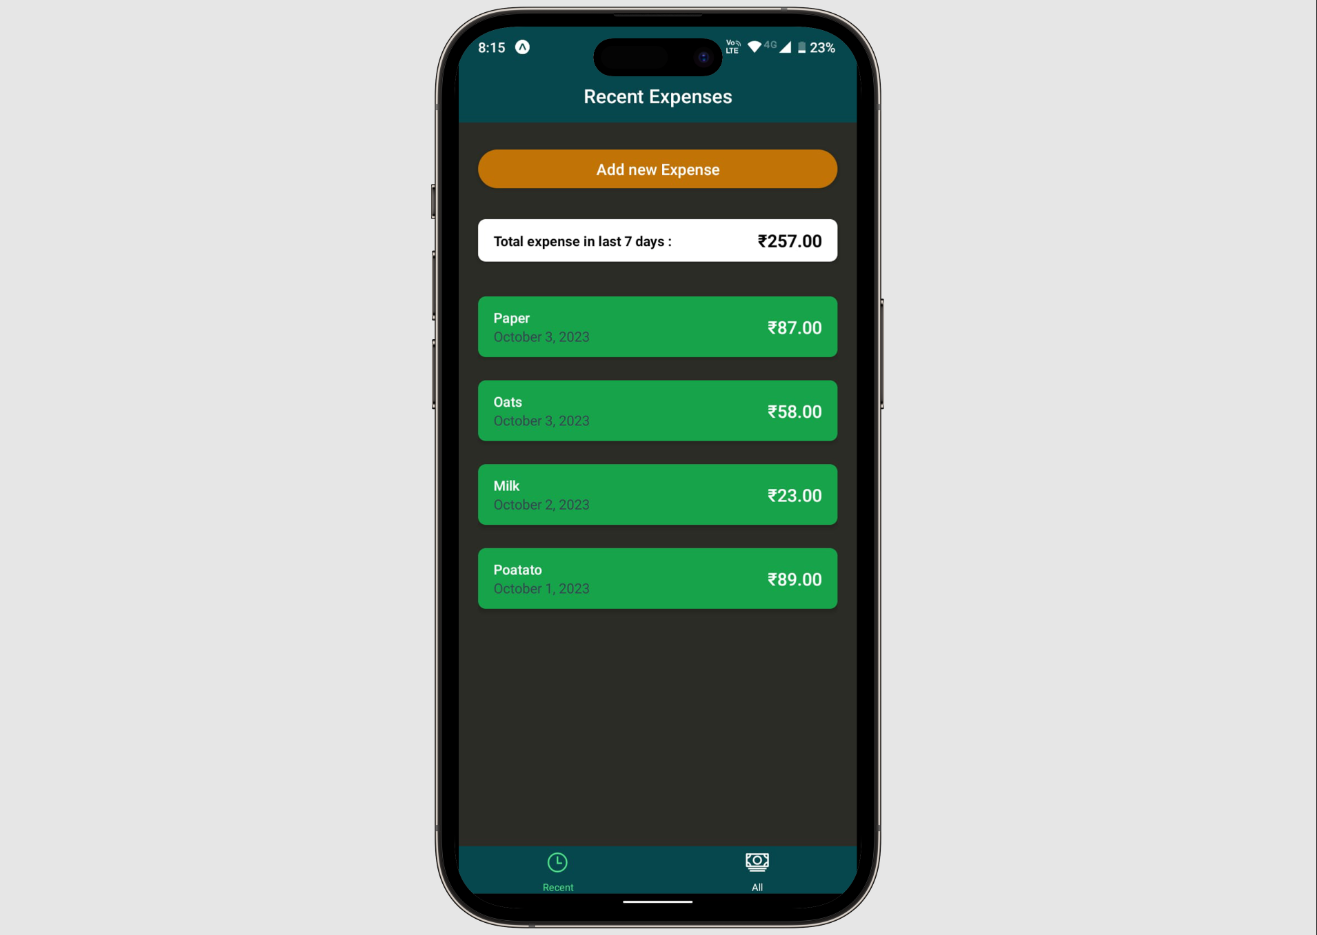 8:15 Vo LTE 4G 23%
Recent Expenses
Add new Expense
Total expense in last 7 days : ₹257.00
Paper
October 3, 2023
₹87.00
Oats
October 3, 2023
₹58.00
Milk
October 2, 2023
₹23.00
Poatato
October 1, 2023
₹89.00
Recent All